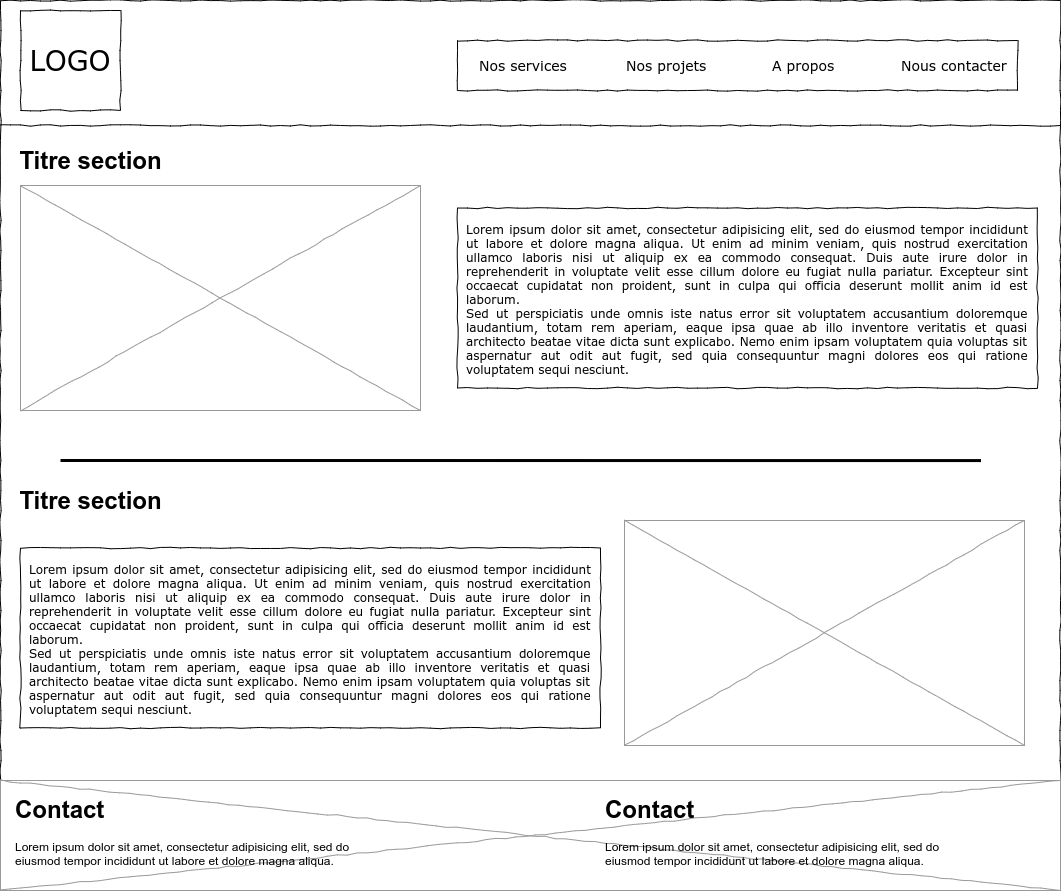 LOGO
Nos services Nos projets A propos Nous contacter
Titre section
Lorem ipsum dolor sit amet, consectetur adipisicing elit, sed do eiusmod tempor incididunt
ut labore et dolore magna aliqua. Ut enim ad minim veniam, quis nostrud exercitation
ullamco laboris nisi ut aliquip ex ea commodo consequat. Duis aute irure dolor in
reprehenderit in voluptate velit esse cillum dolore eu fugiat nulla pariatur. Excepteur sint
occaecat cupidatat non proident, sunt in culpa qui officia deserunt mollit anim id est
laborum.
Sed ut perspiciatis unde omnis iste natus error sit voluptatem accusantium doloremque
laudantium, totam rem aperiam, eaque ipsa quae ab illo inventore veritatis et quasi
architecto beatae vitae dicta sunt explicabo. Nemo enim ipsam voluptatem quia voluptas sit
aspernatur aut odit aut fugit, sed quia consequuntur magni dolores eos qui ratione
voluptatem sequi nesciunt.
Titre section
Lorem ipsum dolor sit amet, consectetur adipisicing elit, sed do eiusmod tempor incididunt
ut labore et dolore magna aliqua. Ut enim ad minim veniam, quis nostrud exercitation
ullamco laboris nisi ut aliquip ex ea commodo consequat. Duis aute irure dolor in
reprehenderit in voluptate velit esse cillum dolore eu fugiat nulla pariatur. Excepteur sint
occaecat cupidatat non proident, sunt in culpa qui officia deserunt mollit anim id est
laborum.
Sed ut perspiciatis unde omnis iste natus error sit voluptatem accusantium doloremque
laudantium, totam rem aperiam, eaque ipsa quae ab illo inventore veritatis et quasi
architecto beatae vitae dicta sunt explicabo. Nemo enim ipsam voluptatem quia voluptas sit
aspernatur aut odit aut fugit, sed quia consequuntur magni dolores eos qui ratione
voluptatem sequi nesciunt.
Contact
Lorem ipsum dolor sit amet, consectetur adipisicing elit, sed do
eiusmod tempor incididunt ut labore et dolore magna aliqua.
Contact
Lorem ipsum dolor sit amet, consectetur adipisicing elit, sed do
eiusmod tempor incididunt ut labore et dolore magna aliqua.